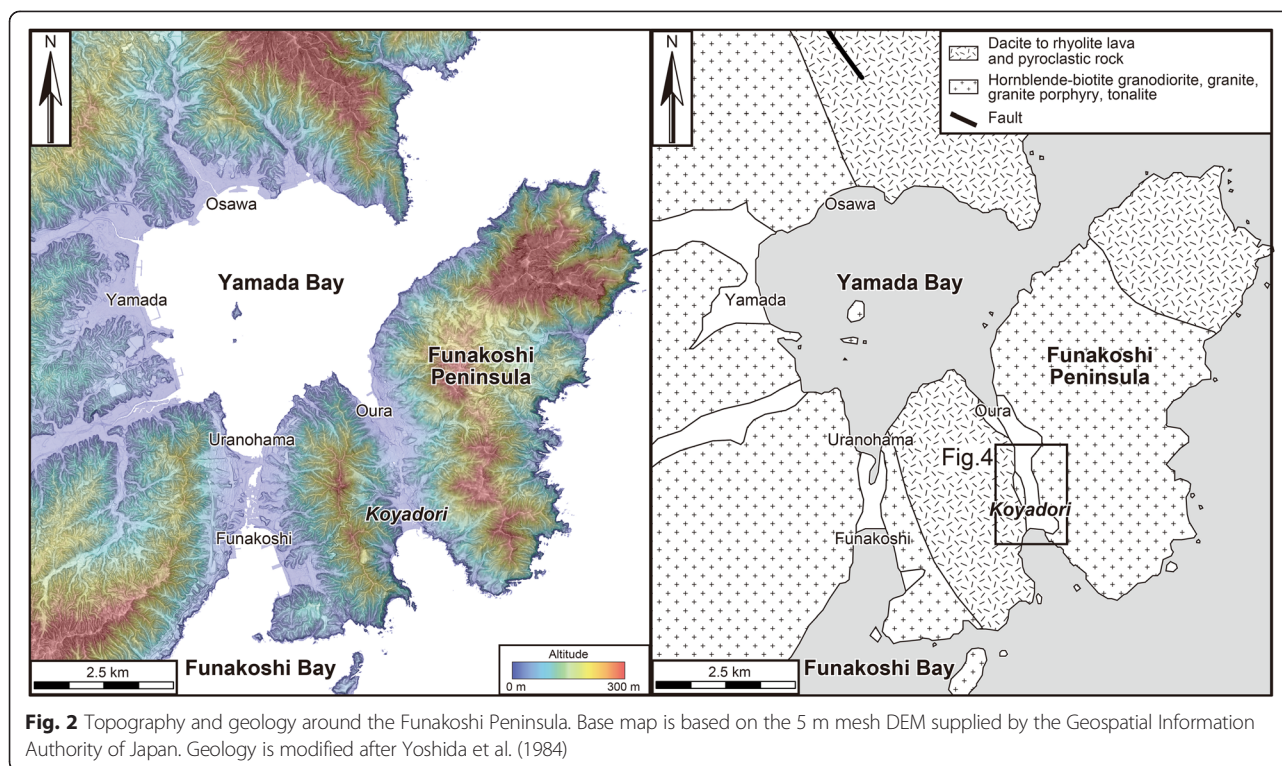 N
Osawa
Yamada Bay
Yamada
Funakoshi
Peninsula
Oura
Uranohama
Koyadori
Funakoshi
Altitude
0 m 300 m
2.5 km
Funakoshi Bay
N
Dacite to rhyolite lava
and pyroclastic rock
Hornblende-biotite granodiorite, granite,
granite porphyry, tonalite
Fault
Osawa
Yamada Bay
Yamada
Funakoshi
Peninsula
Oura
Uranohama
Fig.4
Koyadori
Funakoshi
2.5 km
Funakoshi Bay
Fig. 2 Topography and geology around the Funakoshi Peninsula. Base map is based on the 5 m mesh DEM supplied by the Geospatial Information
Authority of Japan. Geology is modified after Yoshida et al. (1984)